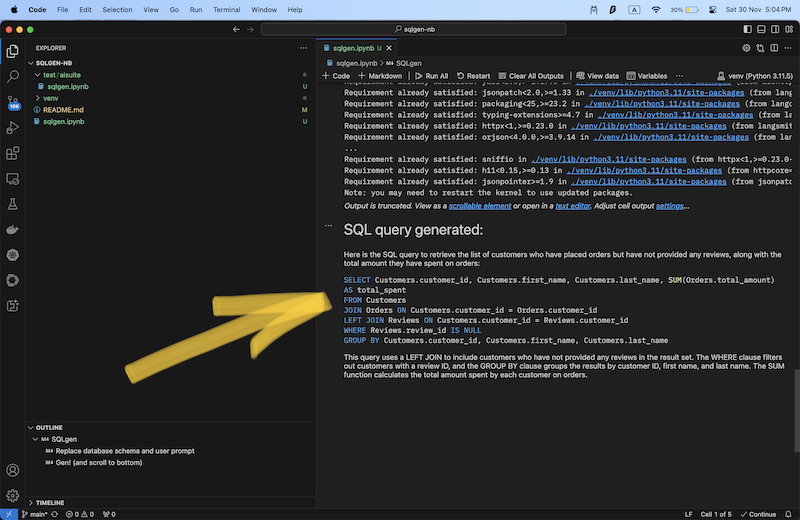 Code File Edit Selection View Go Run Terminal Window Help
A 30% Sat 30 Nov 5:04 PM
sqlgen-nb
EXPLORER ...
SQLGEN-NB
test/aisuite
sqlgen.ipynb U
venv
README.md M
sqlgen.ipynb U
10K
OUTLINE
M↓ SQLgen
M↓ Replace database schema and user prompt
M↓ Gen! (and scroll to bottom)
TIMELINE
sqlgen.ipynb U
sqlgen.ipynb > M↓ SQLgen
+ Code + Markdown Run All Restart Clear All Outputs View data Variables ... venv (Python 3.11.5)
Requirement already satisfied: jsonpatch<2.0,>=1.33 in ./venv/lib/python3.11/site-packages (from lang
Requirement already satisfied: packaging<25,>=23.2 in ./venv/lib/python3.11/site-packages (from langc
Requirement already satisfied: typing-extensions>=4.7 in ./venv/lib/python3.11/site-packages (from la
Requirement already satisfied: httpx<1,>=0.23.0 in ./venv/lib/python3.11/site-packages (from langsmit
Requirement already satisfied: orjson<4.0.0,>=3.9.14 in ./venv/lib/python3.11/site-packages (from lan
...
Requirement already satisfied: sniffio in ./venv/lib/python3.11/site-packages (from httpx<1,>=0.23.0-
Requirement already satisfied: h11<0.15,>=0.13 in ./venv/lib/python3.11/site-packages (from httpcore=
Requirement already satisfied: jsonpointer>=1.9 in ./venv/lib/python3.11/site-packages (from jsonpatc
Note: you may need to restart the kernel to use updated packages.
Output is truncated. View as a scrollable element or open in a text editor. Adjust cell output settings...
...
SQL query generated:
Here is the SQL query to retrieve the list of customers who have placed orders but have not provided any reviews, along with the
total amount they have spent on orders:
SELECT Customers.customer_id, Customers.first_name, Customers.last_name, SUM(Orders.total_amount)
AS total_spent
FROM Customers
JOIN Orders ON Customers.customer_id = Orders.customer_id
LEFT JOIN Reviews ON Customers.customer_id = Reviews.customer_id
WHERE Reviews.review_id IS NULL
GROUP BY Customers.customer_id, Customers.first_name, Customers.last_name
This query uses a LEFT JOIN to include customers who have not provided any reviews in the result set. The WHERE clause filters
out customers with a review ID, and the GROUP BY clause groups the results by customer ID, first name, and last name. The SUM
function calculates the total amount spent by each customer on orders.
main* 0 0 0 LF Cell 1 of 5 Continue